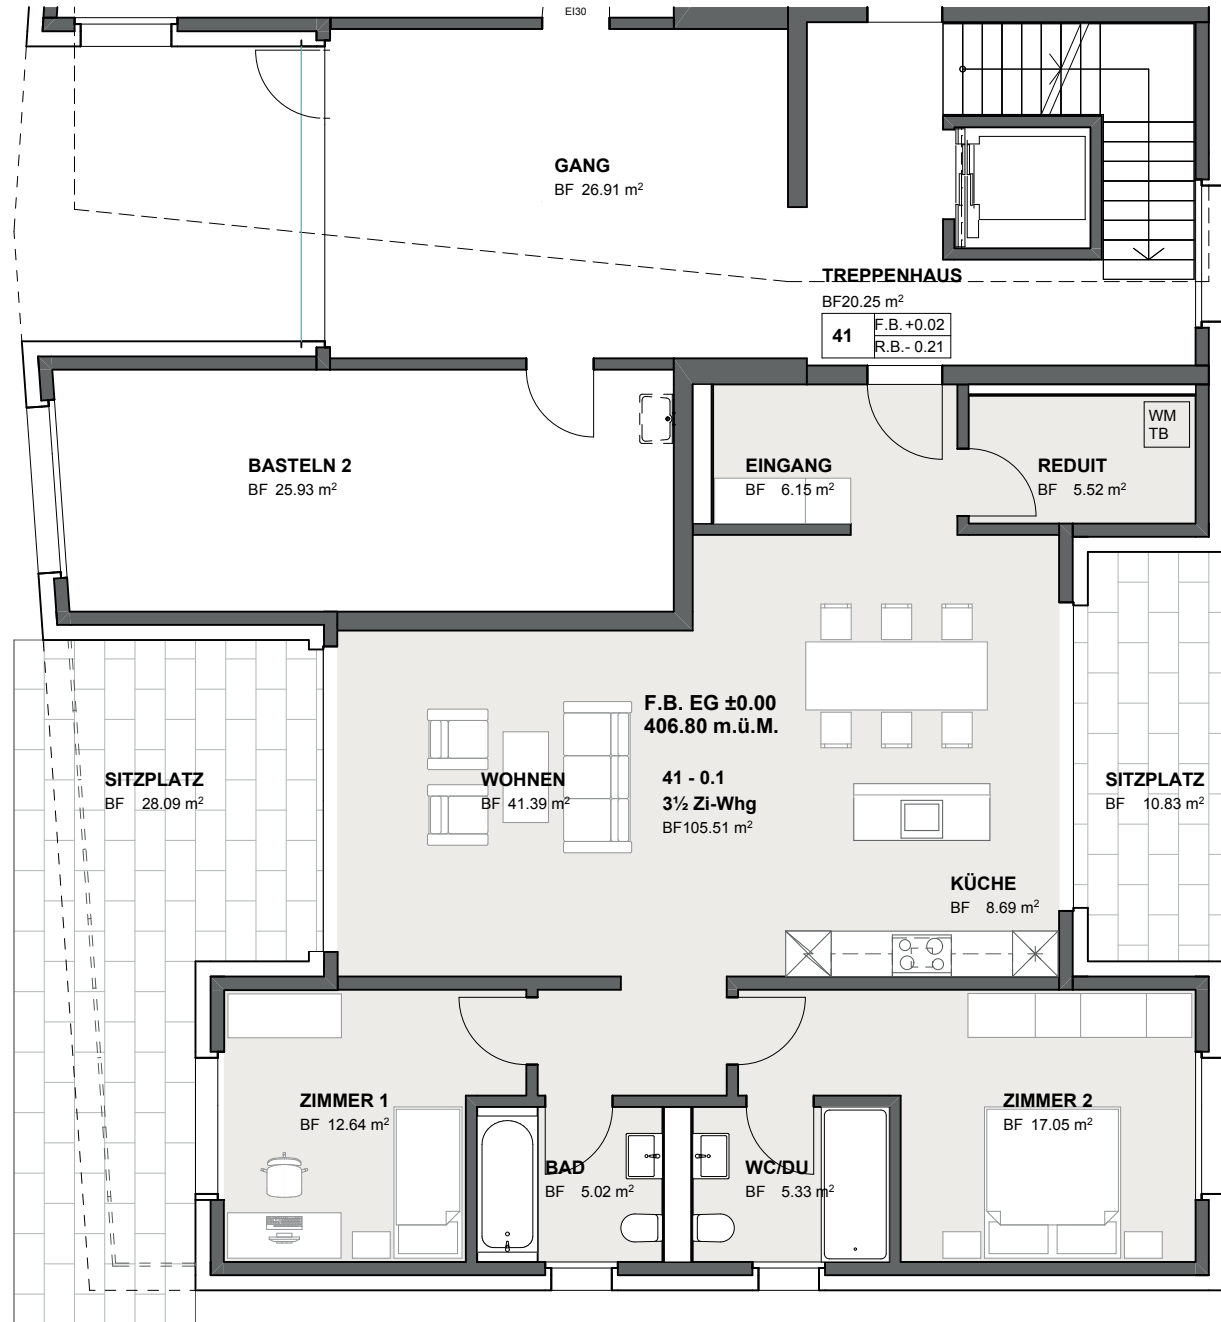 EI30
GANG
BF 26.91 m²
TREPPENHAUS
BF20.25 m²
41
F.B.+0.02
R.B.- 0.21
BASTELN 2
BF 25.93 m²
EINGANG
BF 6.15 m²
REDUIT
BF 5.52 m²
WM
TB
F.B. EG ±0.00
406.80 m.ü.M.
SITZPLATZ
BF 28.09 m²
WOHNEN
BF 41.39 m²
41 - 0.1
3½ Zi-Whg
BF105.51 m²
SITZPLATZ
BF 10.83 m²
KÜCHE
BF 8.69 m²
ZIMMER 1
BF 12.64 m²
ZIMMER 2
BF 17.05 m²
BAD
BF 5.02 m²
WC/DU
BF 5.33 m²